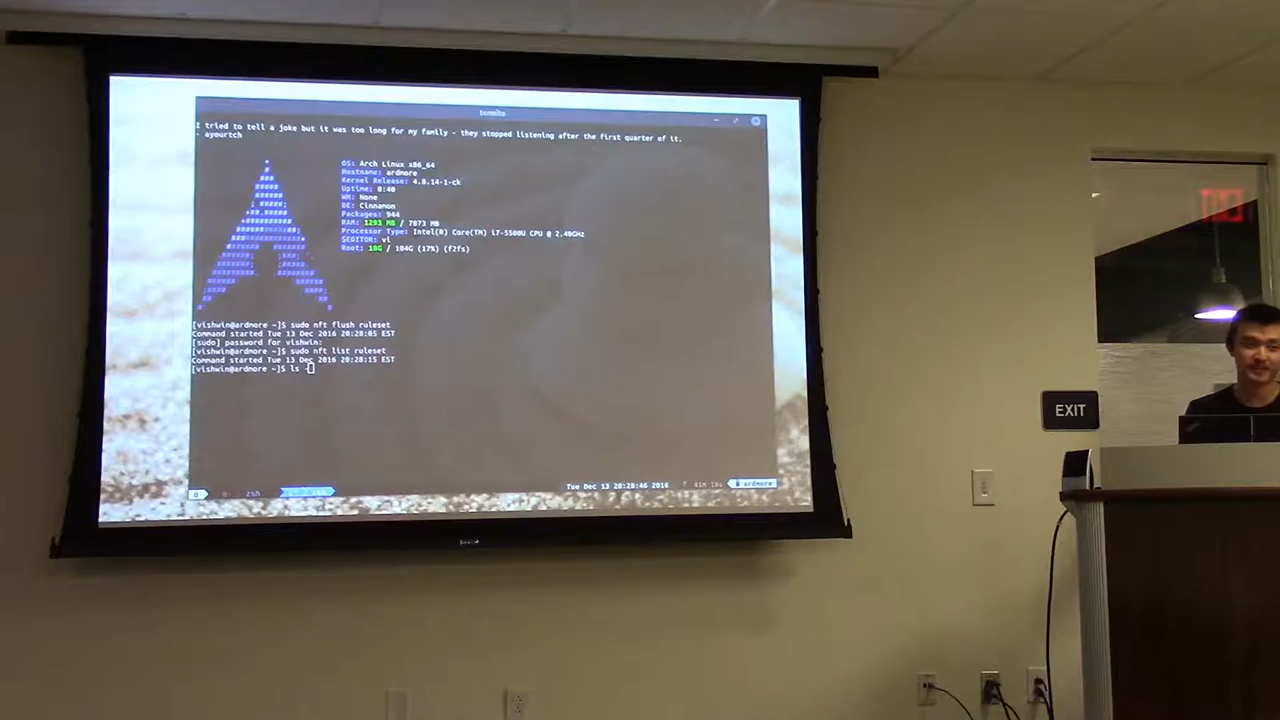 termite
I tried to tell a joke but it was too long for my family - they stopped listening after the first quarter of it.
- ayourtch
OS: Arch Linux x86_64
Hostname: ardmore
Kernel Release: 4.8.14-1-ck
Uptime: 0:40
WM: None
DE: Cinnamon
Packages: 944
RAM: 1293 MB / 7873 MB
Processor Type: Intel(R) Core(TM) i7-5500U CPU @ 2.40GHz
$EDITOR: vi
Root: 18G / 104G (17%) (f2fs)
[vishwin@ardmore ~]$ sudo nft flush ruleset
Command started Tue 13 Dec 2016 20:28:05 EST
[sudo] password for vishwin:
[vishwin@ardmore ~]$ sudo nft list ruleset
Command started Tue 13 Dec 2016 20:28:15 EST
[vishwin@ardmore ~]$ ls -
0 zsh Tue Dec 13 20:28:46 2016 ardmore
EXIT